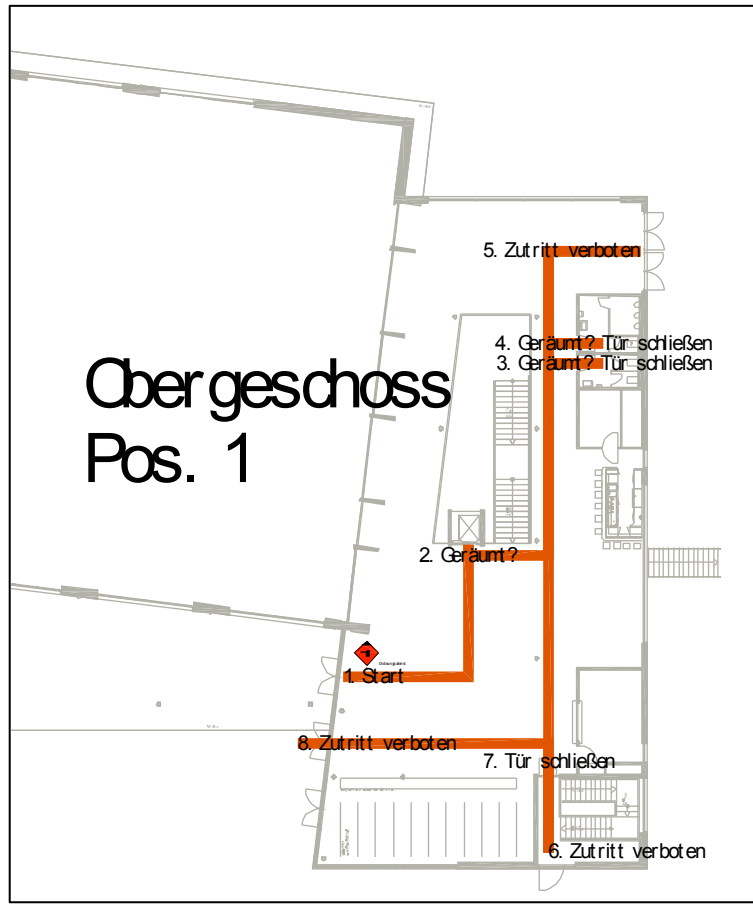 5. Zutritt verboten
4. Geräumt? Tür schließen
3. Geräumt? Tür schließen
Obergeschoss
Pos. 1
2. Geräumt?
1. Start
8. Zutritt verboten
7. Tür schließen
6. Zutritt verboten